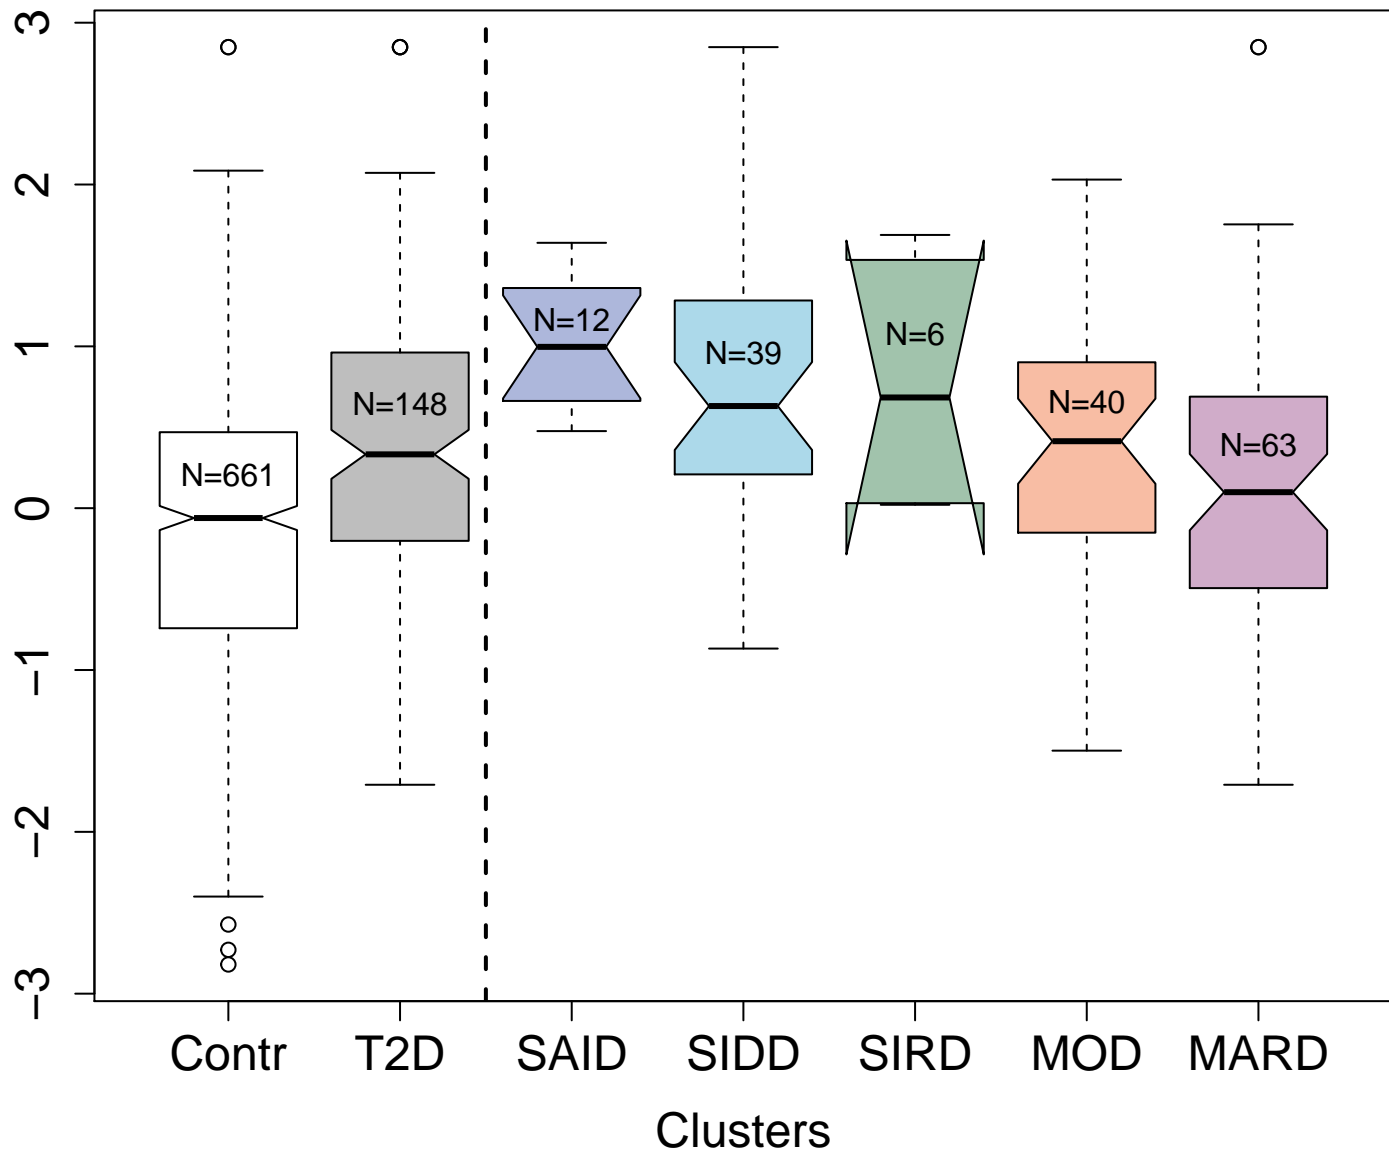 3
2
1
0
−1
−2
−3
N=661
N=148
N=12
N=39
N=6
N=40
N=63
Contr T2D SAID SIDD SIRD MOD MARD
Clusters